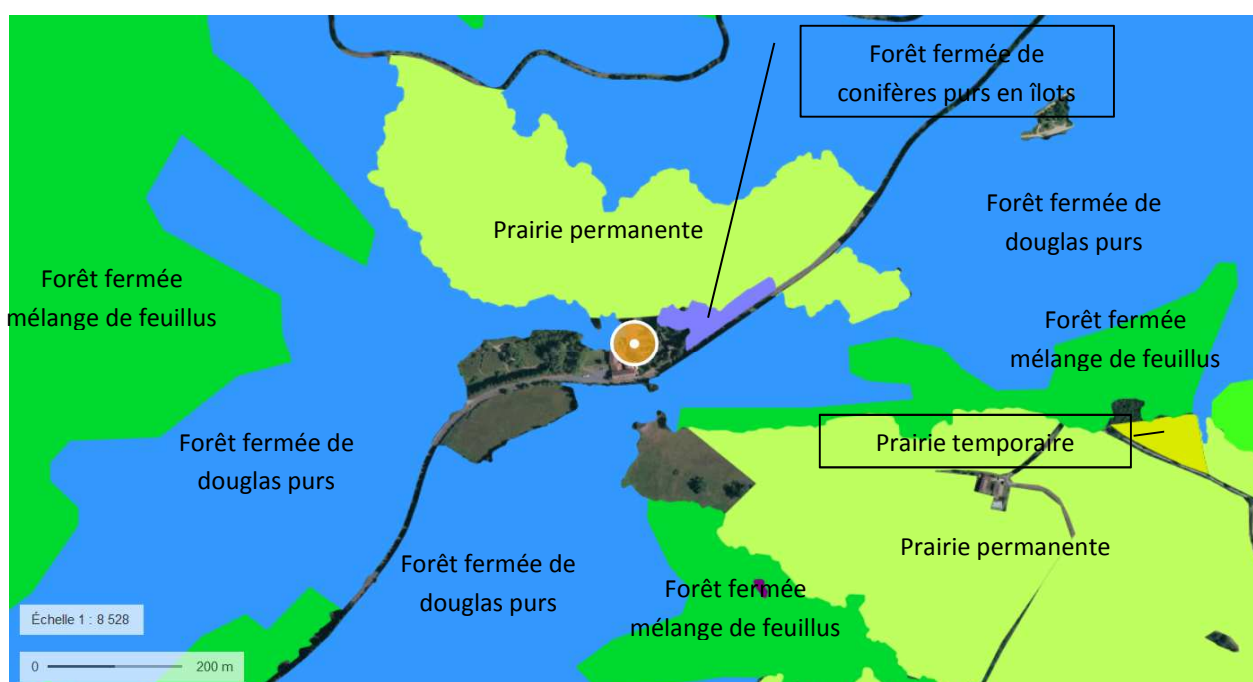 Forêt fermée de
conifères purs en îlots
Prairie permanente
Forêt fermée de
douglas purs
Forêt fermée
mélange de feuillus
Forêt fermée
mélange de feuillus
Prairie temporaire
Forêt fermée de
douglas purs
Prairie permanente
Forêt fermée de
douglas purs
Forêt fermée
mélange de feuillus
Échelle 1 : 8 528
0 200 m